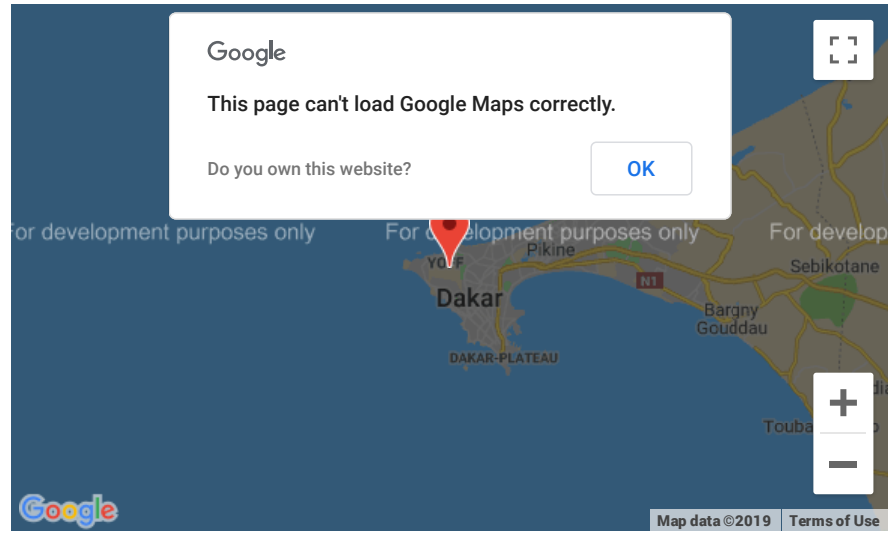 Google
This page can't load Google Maps correctly.
Do you own this website?
OK
For development purposes only
For development purposes only
For develop
Pikine
YOFF
Sebikotane
N1
Dakar
Bargny
Gouddau
DAKAR-PLATEAU
Touba
Google
Map data ©2019
Terms of Use